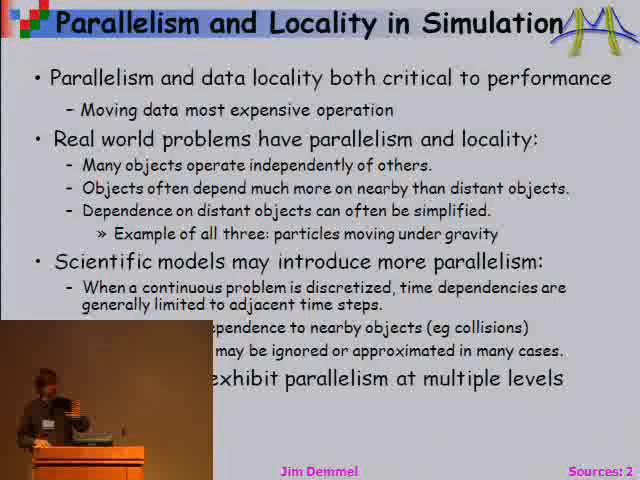 Parallelism and Locality in Simulation
• Parallelism and data locality both critical to performance
– Moving data most expensive operation
• Real world problems have parallelism and locality:
– Many objects operate independently of others.
– Objects often depend much more on nearby than distant objects.
– Dependence on distant objects can often be simplified.
» Example of all three: particles moving under gravity
• Scientific models may introduce more parallelism:
– When a continuous problem is discretized, time dependencies are
generally limited to adjacent time steps.
ependence to nearby objects (eg collisions)
may be ignored or approximated in many cases.
exhibit parallelism at multiple levels
Jim Demmel
Sources: 2